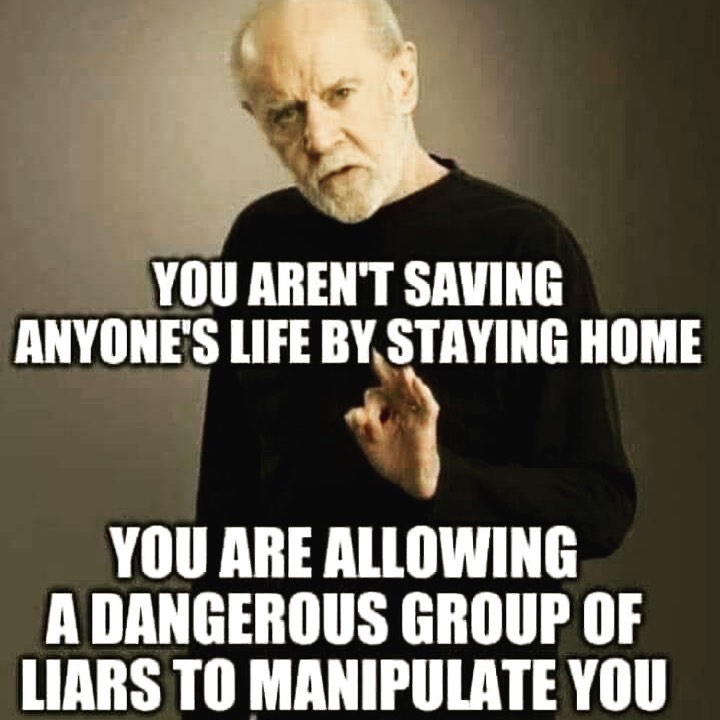 YOU AREN'T SAVING
ANYONE'S LIFE BY STAYING HOME
YOU ARE ALLOWING
A DANGEROUS GROUP OF
LIARS TO MANIPULATE YOU